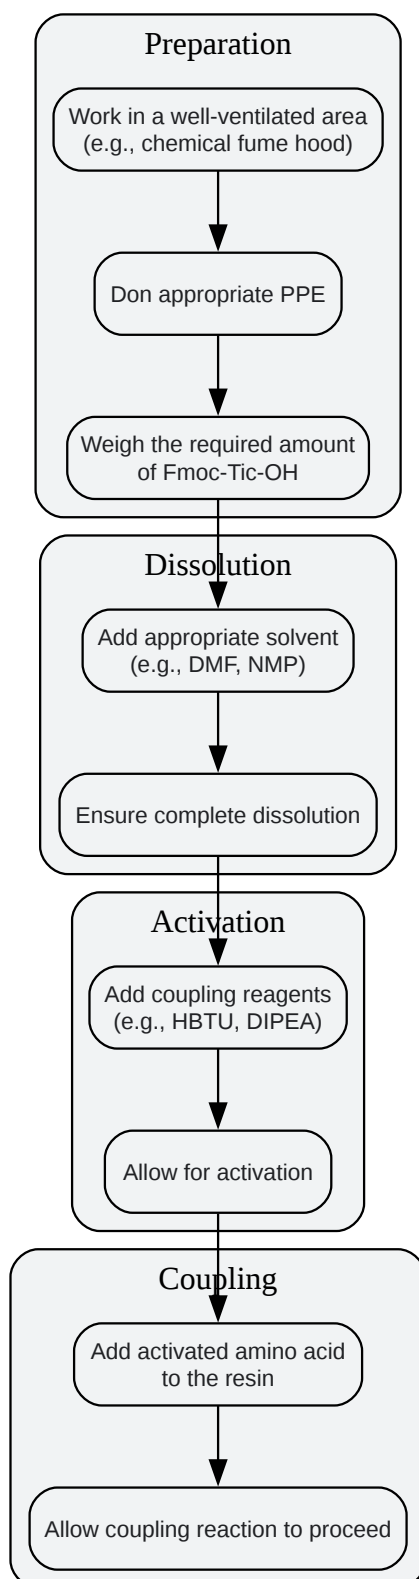 Preparation
Work in a well-ventilated area
(e.g., chemical fume hood)
Don appropriate PPE
Weigh the required amount
of Fmoc-Tic-OH
Dissolution
Add appropriate solvent
(e.g., DMF, NMP)
Ensure complete dissolution
Activation
Add coupling reagents
(e.g., HBTU, DIPEA)
Allow for activation
Coupling
Add activated amino acid
to the resin
Allow coupling reaction to proceed